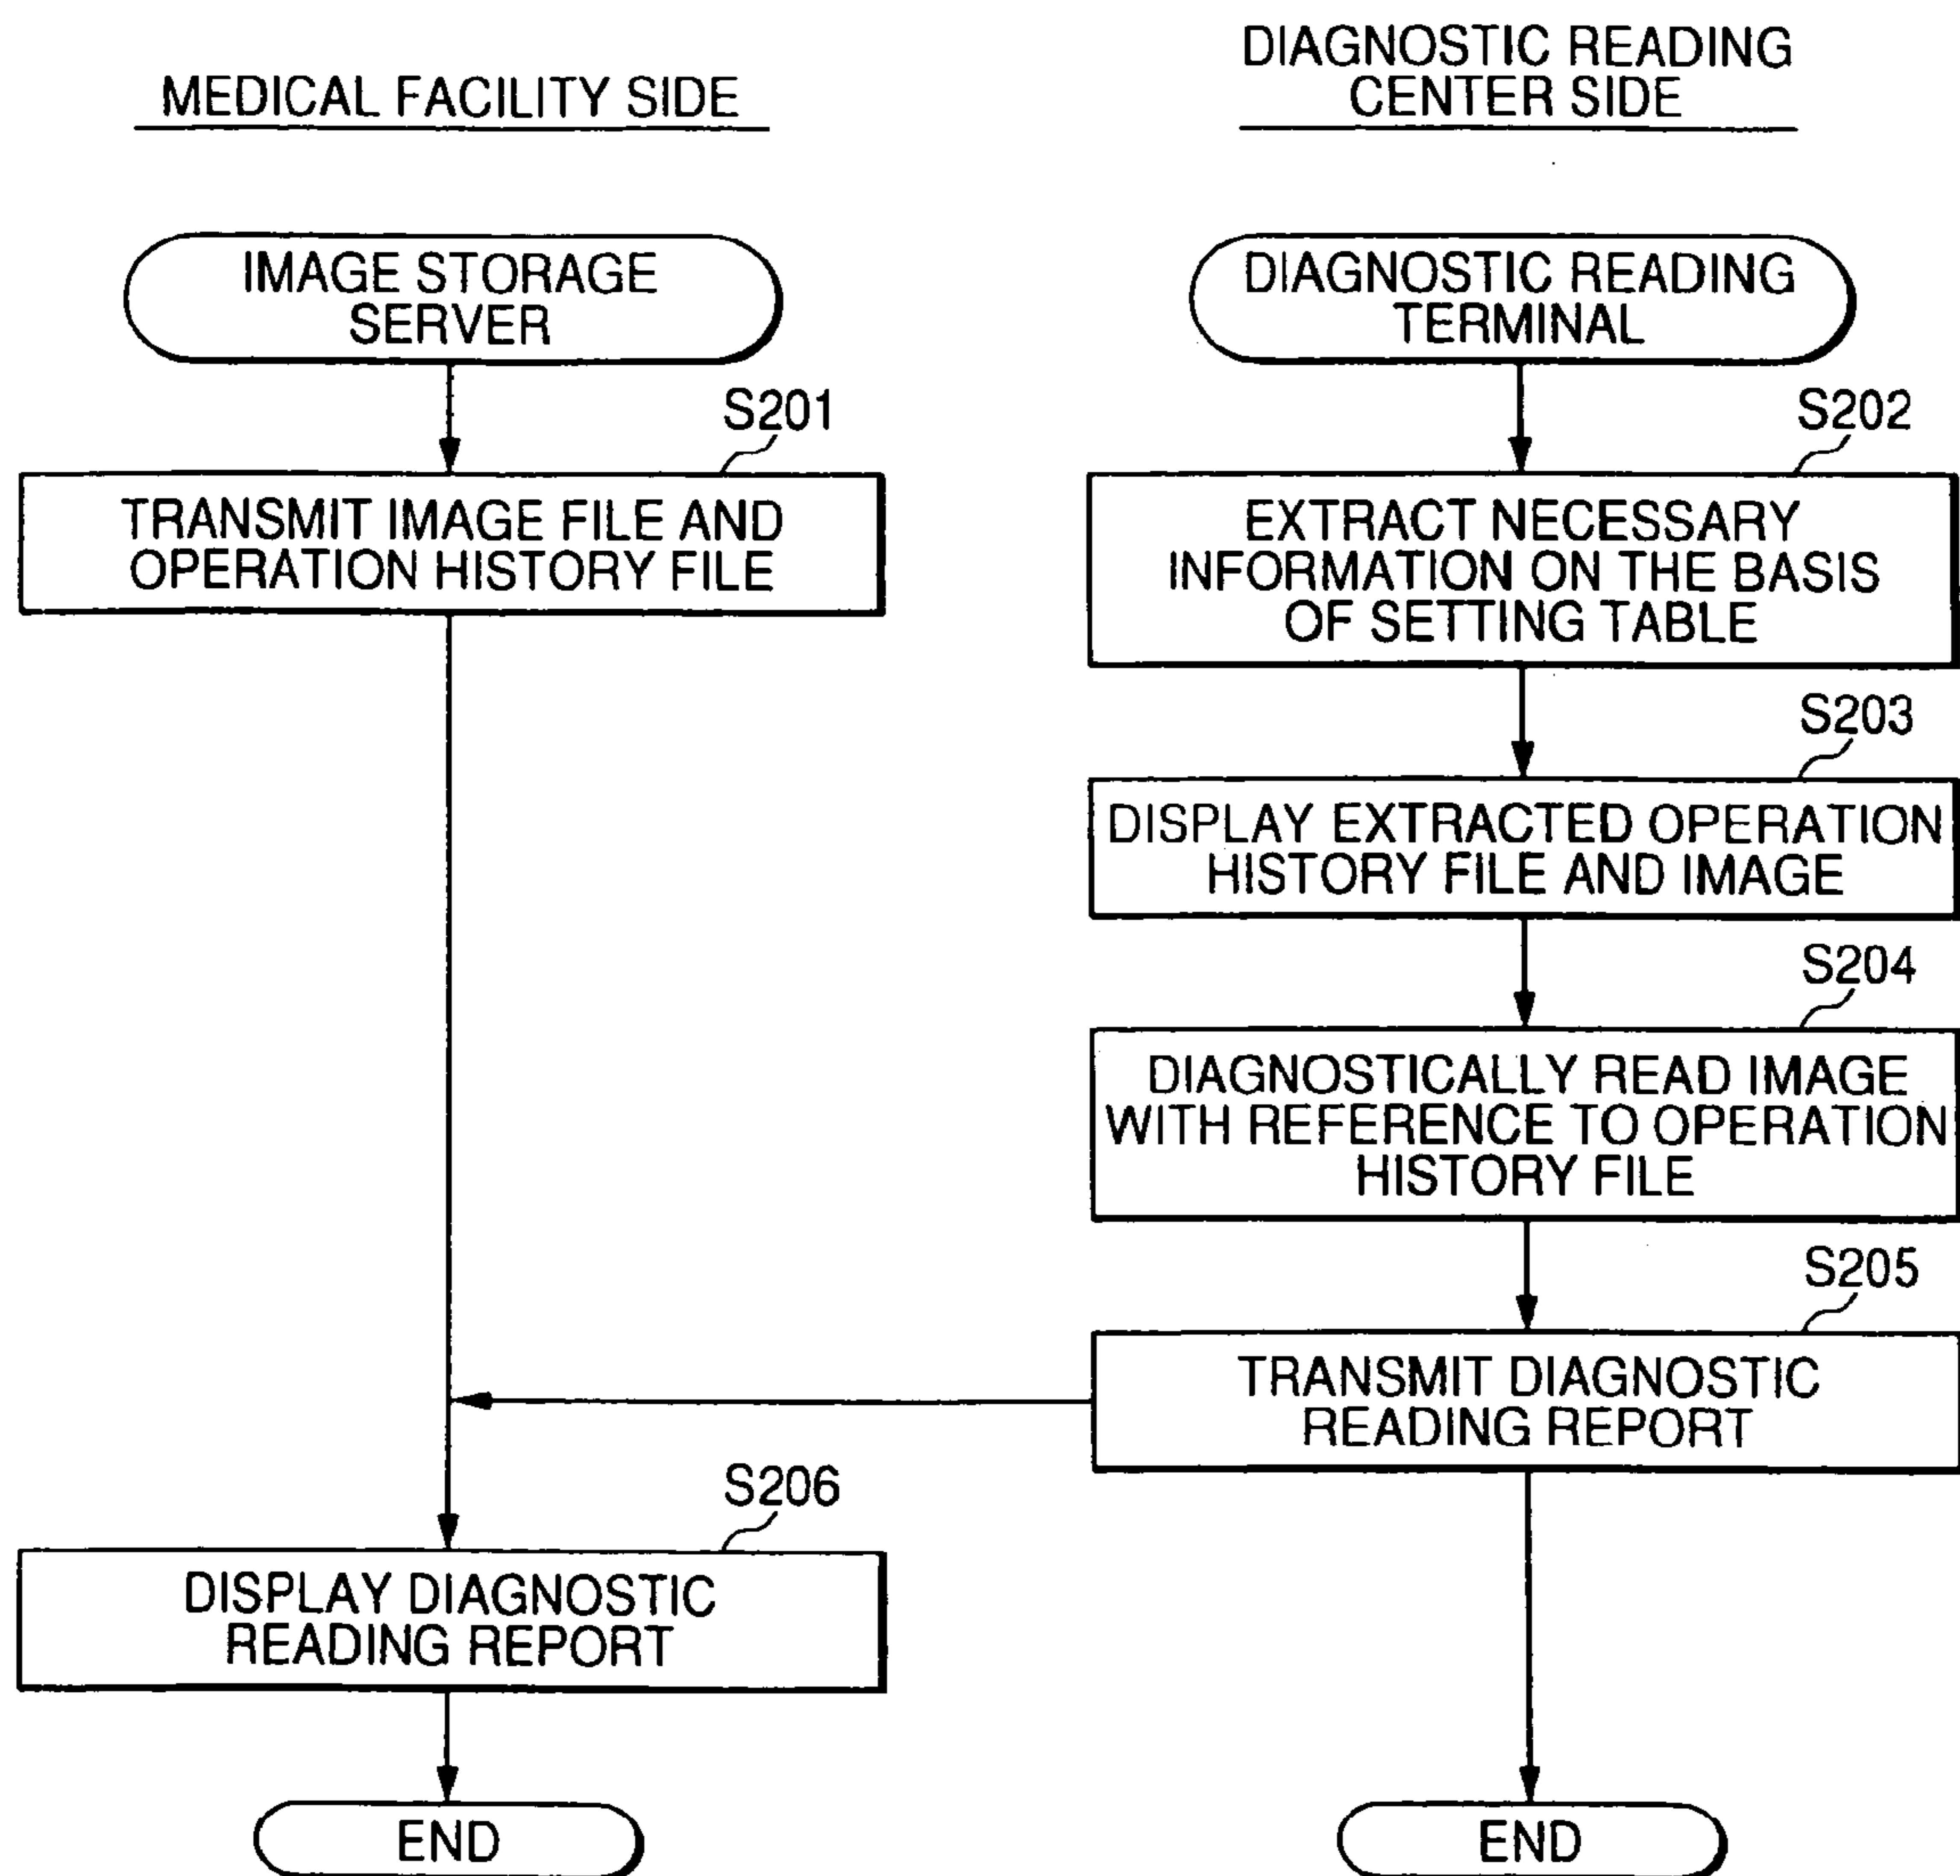 MEDICAL FACILITY SIDE
DIAGNOSTIC READING
CENTER SIDE
IMAGE STORAGE
SERVER
S201
TRANSMIT IMAGE FILE AND
OPERATION HISTORY FILE
DIAGNOSTIC READING
TERMINAL
S202
EXTRACT NECESSARY
INFORMATION ON THE BASIS
OF SETTING TABLE
S203
DISPLAY EXTRACTED OPERATION
HISTORY FILE AND IMAGE
S204
DIAGNOSTICALLY READ IMAGE
WITH REFERENCE TO OPERATION
HISTORY FILE
S205
TRANSMIT DIAGNOSTIC
READING REPORT
S206
DISPLAY DIAGNOSTIC
READING REPORT
END
END